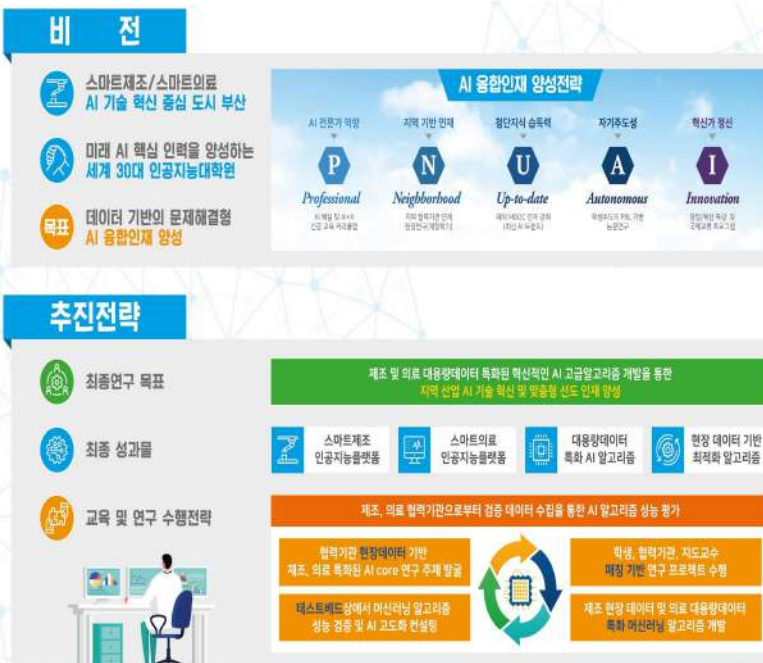 비 전
스마트제조/스마트의료
AI 기술 혁신 중심 도시 부산
미래 AI 핵심 인력을 양성하는
세계 30대 인공지능대학원
목표
데이터 기반의 문제해결형
AI 융합인재 양성
AI 융합인재 양성전략
AI 전문가 역량
P
Professional
지역 기반 인재
N
Neighborhood
첨단지식 습득력
U
Up-to-date
자기주도성
A
Autonomous
혁신가 정신
I
Innovation
추진전략
최종연구 목표
제조 및 의료 대용량데이터 특화된 혁신적인 AI 고급알고리즘 개발을 통한
지역 산업 AI 기술 혁신 및 맞춤형 선도 인재 양성
최종 성과물
스마트제조
인공지능플랫폼
스마트의료
인공지능플랫폼
대용량데이터
특화 AI 알고리즘
현장 데이터 기반
최적화 알고리즘
교육 및 연구 수행전략
제조, 의료 협력기관으로부터 검증 데이터 수집을 통한 AI 알고리즘 성능 평가
협력기관 현장데이터 기반
제조, 의료 특화된 AI core 연구 주제 발굴
학생, 협력기관, 지도교수
매칭 기반 연구 프로젝트 수행
테스트베드상에서 머신러닝 알고리즘
성능 검증 및 AI 고도화 컨설팅
제조 현장 데이터 및 의료 대용량데이터
특화 머신러닝 알고리즘 개발